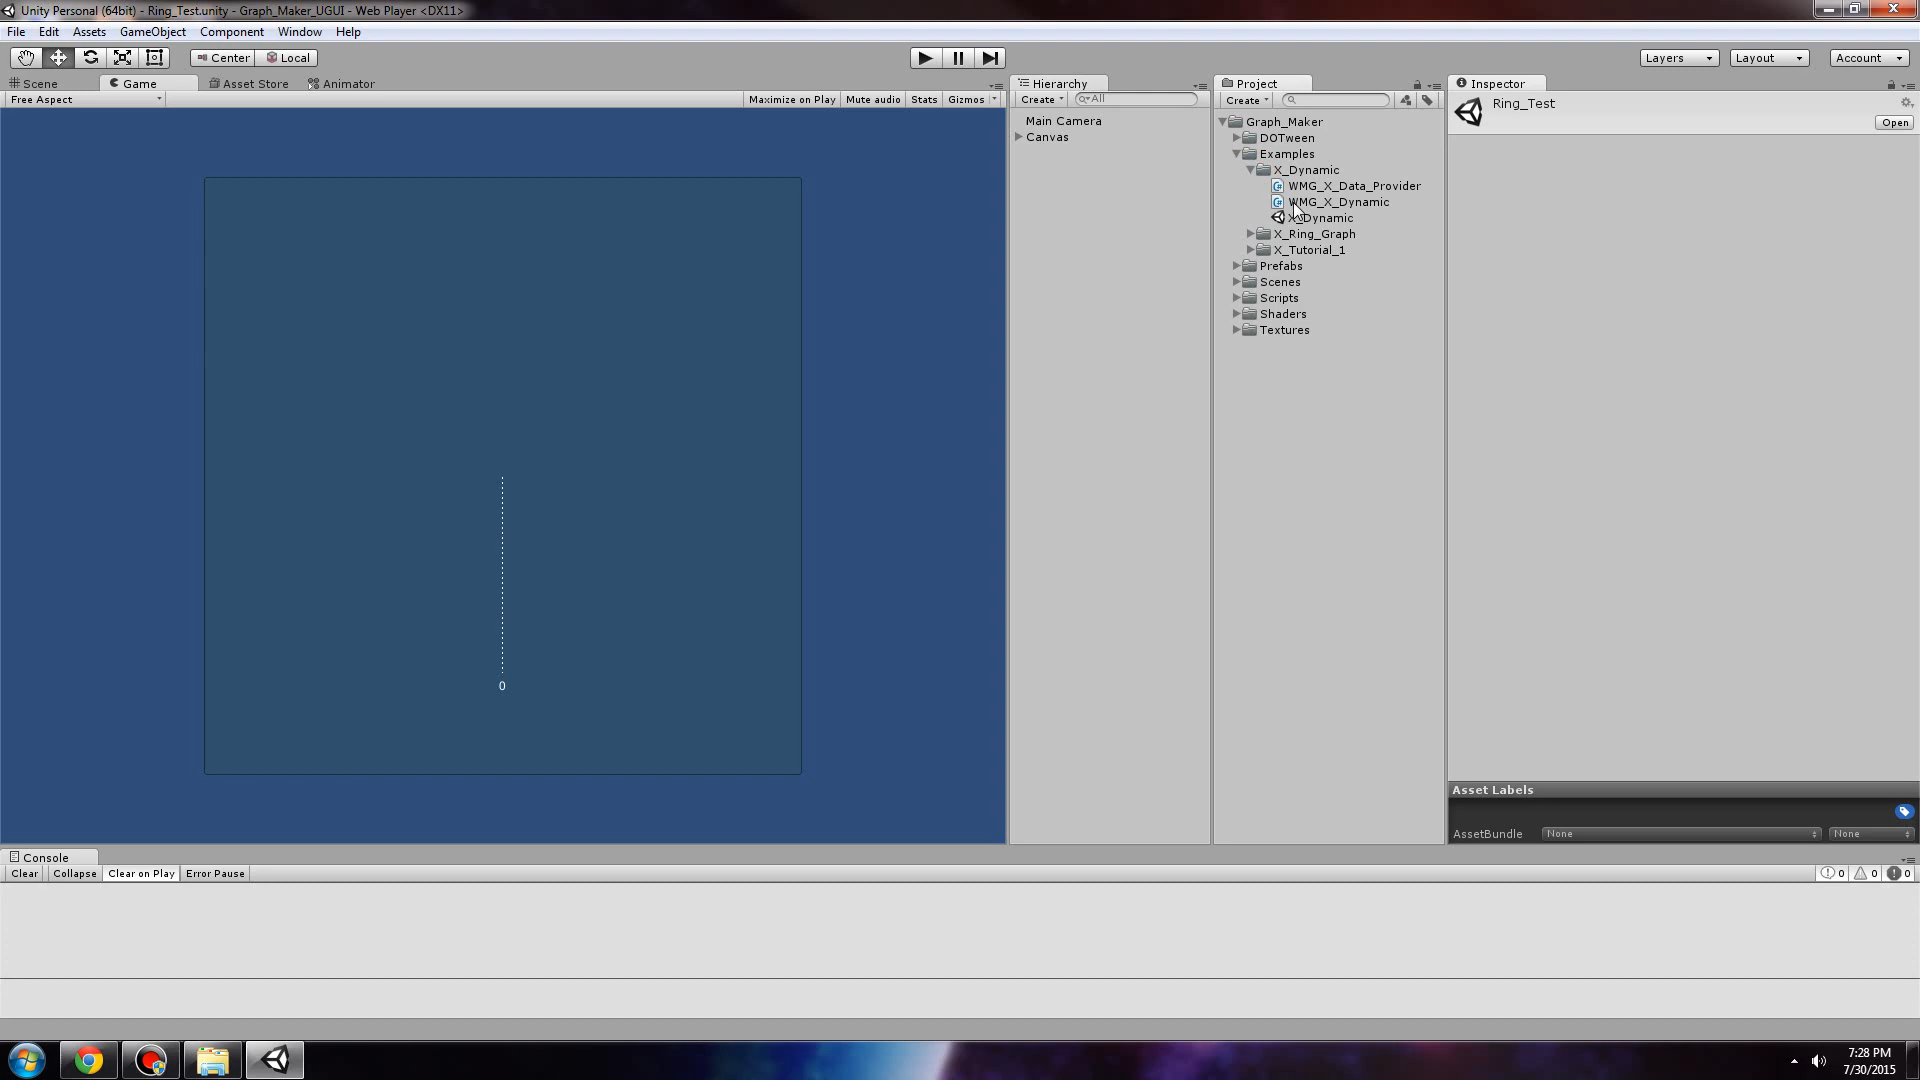 Unity Personal (64bit) - Ring_Test.unity - Graph_Maker_UGUI - Web Player <DX11>
File Edit Assets GameObject Component Window Help
Center Local Layers Layout Account
Scene Game Asset Store Animator Hierarchy Project Inspector
Free Aspect Maximize on Play Mute audio Stats Gizmos Create All Create
Ring_Test
Open
Main Camera
Canvas
Graph_Maker
DOTween
Examples
X_Dynamic
WMG_X_Data_Provider
WMG_X_Dynamic
X_Dynamic
X_Ring_Graph
X_Tutorial_1
Prefabs
Scenes
Scripts
Shaders
Textures
0
Asset Labels
AssetBundle None None
Console
Clear Collapse Clear on Play Error Pause 0 0 0
7:28 PM
7/30/2015